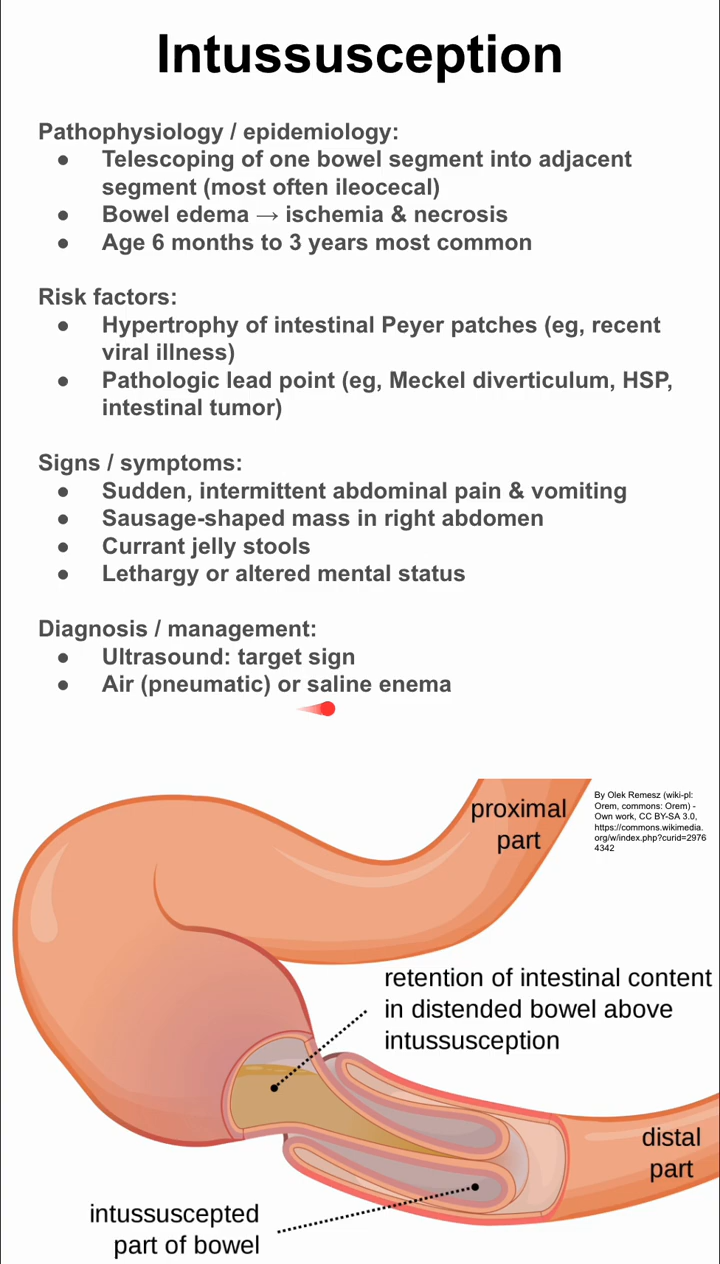 Intussusception
Pathophysiology / epidemiology:
● Telescoping of one bowel segment into adjacent
segment (most often ileocecal)
● Bowel edema → ischemia & necrosis
● Age 6 months to 3 years most common
Risk factors:
● Hypertrophy of intestinal Peyer patches (eg, recent
viral illness)
● Pathologic lead point (eg, Meckel diverticulum, HSP,
intestinal tumor)
Signs / symptoms:
● Sudden, intermittent abdominal pain & vomiting
● Sausage-shaped mass in right abdomen
● Currant jelly stools
● Lethargy or altered mental status
Diagnosis / management:
● Ultrasound: target sign
● Air (pneumatic) or saline enema
proximal
part
By Olek Remesz (wiki-pl:
Orem, commons: Orem) -
Own work, CC BY-SA 3.0,
https://commons.wikimedia.
org/w/index.php?curid=2976
4342
retention of intestinal content
in distended bowel above
intussusception
distal
part
intussuscepted
part of bowel